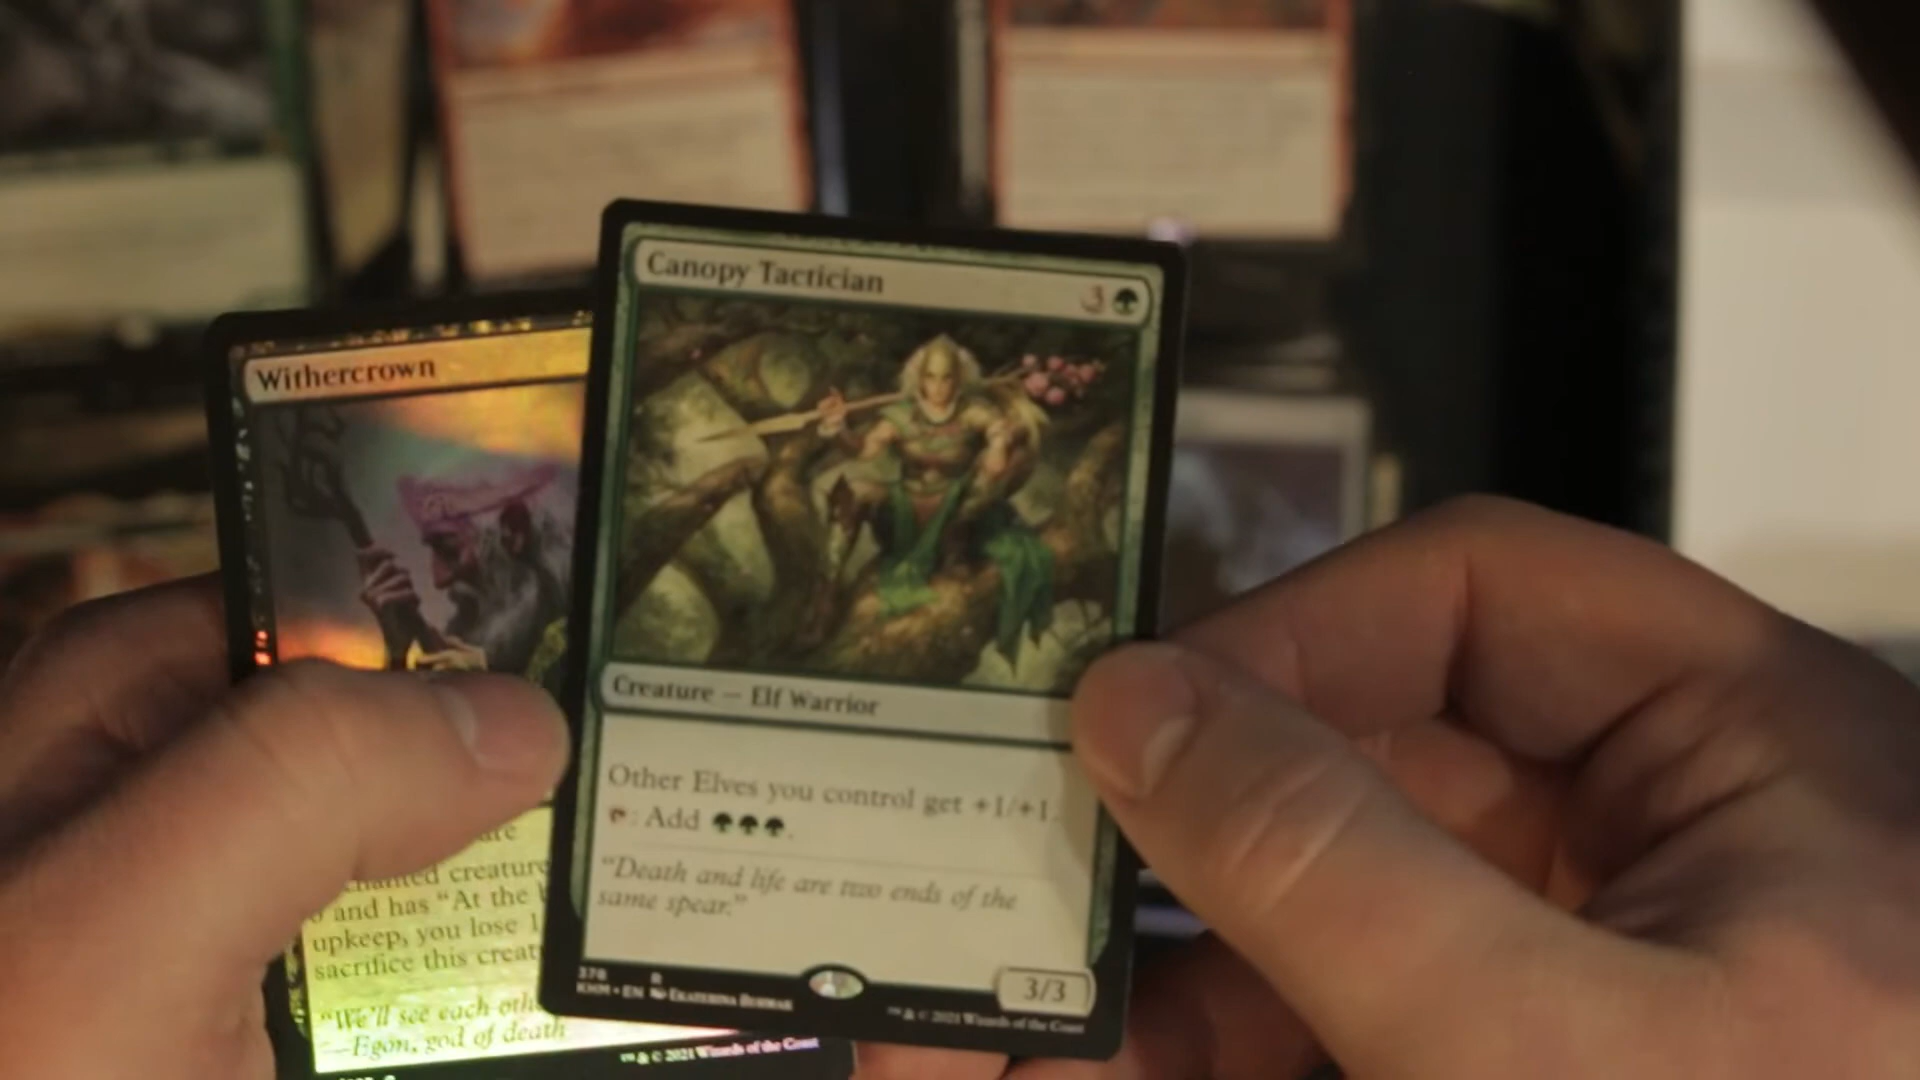 Withercrown
creature
and has "At the
upkeep, you lose 1
sacrifice this creat
"We'll see each oth
—Egon, god of death
™ & © 2021 Wizards of the Coast
Canopy Tactician
3
Creature — Elf Warrior
Other Elves you control get +1/+1.
: Add .
"Death and life are two ends of the
same spear."
378 R
KHM • EN
3/3
™ & © 2021 Wizards of the Coast